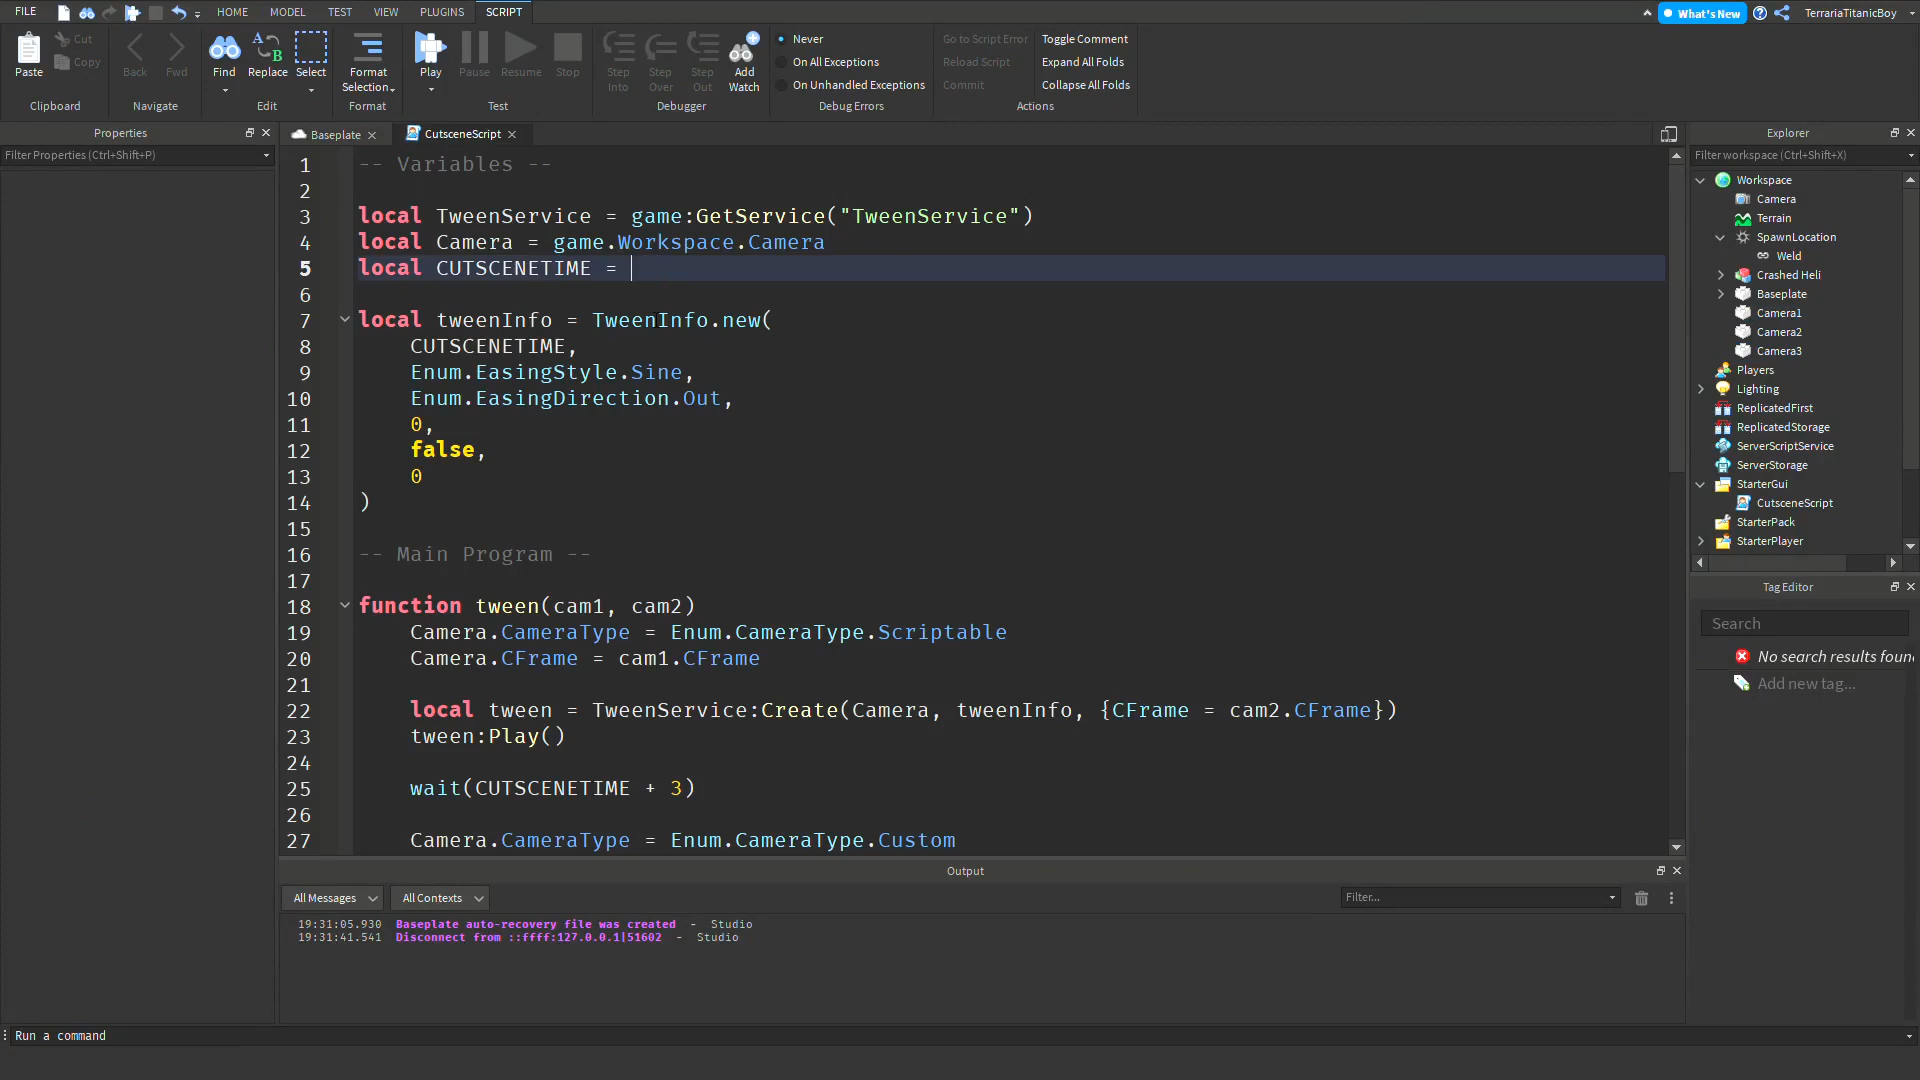 FILE HOME MODEL TEST VIEW PLUGINS SCRIPT What's New TerrariaTitanicBoy
Paste Cut Copy Clipboard
Back Fwd Navigate
Find Replace Select Edit
Format Selection Format
Play Pause Resume Stop Test
Step Into Step Over Step Out Add Watch Debugger
Never
On All Exceptions
On Unhandled Exceptions
Debug Errors
Go to Script Error Toggle Comment
Reload Script Expand All Folds
Commit Collapse All Folds
Actions
Properties
Filter Properties (Ctrl+Shift+P)
Baseplate CutsceneScript
1 -- Variables --
2
3 local TweenService = game:GetService("TweenService")
4 local Camera = game.Workspace.Camera
5 local CUTSCENETIME =
6
7 local tweenInfo = TweenInfo.new(
8 CUTSCENETIME,
9 Enum.EasingStyle.Sine,
10 Enum.EasingDirection.Out,
11 0,
12 false,
13 0
14 )
15
16 -- Main Program --
17
18 function tween(cam1, cam2)
19 Camera.CameraType = Enum.CameraType.Scriptable
20 Camera.CFrame = cam1.CFrame
21
22 local tween = TweenService:Create(Camera, tweenInfo, {CFrame = cam2.CFrame})
23 tween:Play()
24
25 wait(CUTSCENETIME + 3)
26
27 Camera.CameraType = Enum.CameraType.Custom
Output
All Messages All Contexts Filter...
19:31:05.930 Baseplate auto-recovery file was created - Studio
19:31:41.541 Disconnect from ::ffff:127.0.0.1|51602 - Studio
Run a command
Explorer
Filter workspace (Ctrl+Shift+X)
Workspace
Camera
Terrain
SpawnLocation
Weld
Crashed Heli
Baseplate
Camera1
Camera2
Camera3
Players
Lighting
ReplicatedFirst
ReplicatedStorage
ServerScriptService
ServerStorage
StarterGui
CutsceneScript
StarterPack
StarterPlayer
Tag Editor
Search
No search results foun
Add new tag...